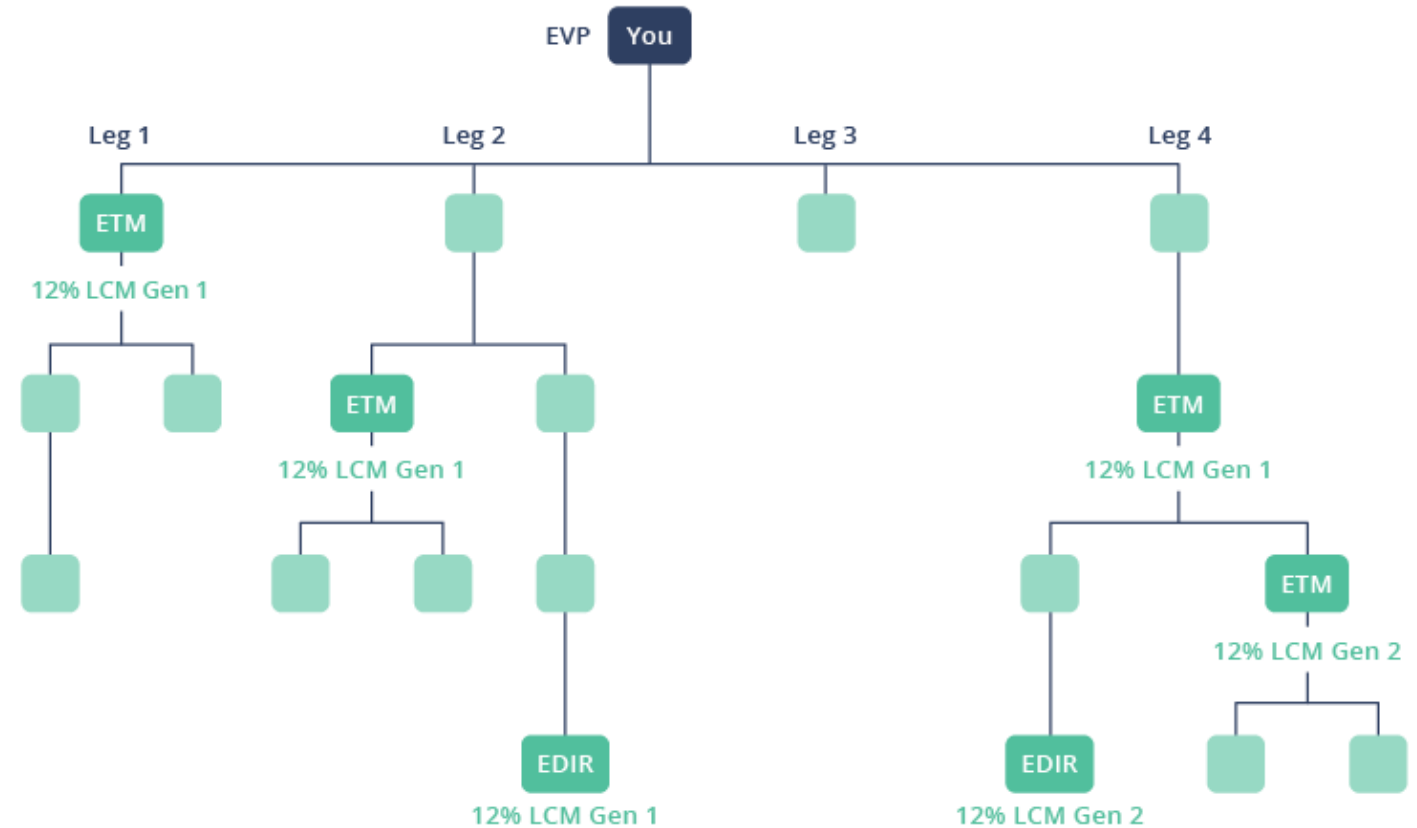 EVP You
Leg 1 Leg 2 Leg 3 Leg 4
ETM
12% LCM Gen 1
ETM ETM
12% LCM Gen 1 12% LCM Gen 1
ETM
12% LCM Gen 2
EDIR EDIR
12% LCM Gen 1 12% LCM Gen 2